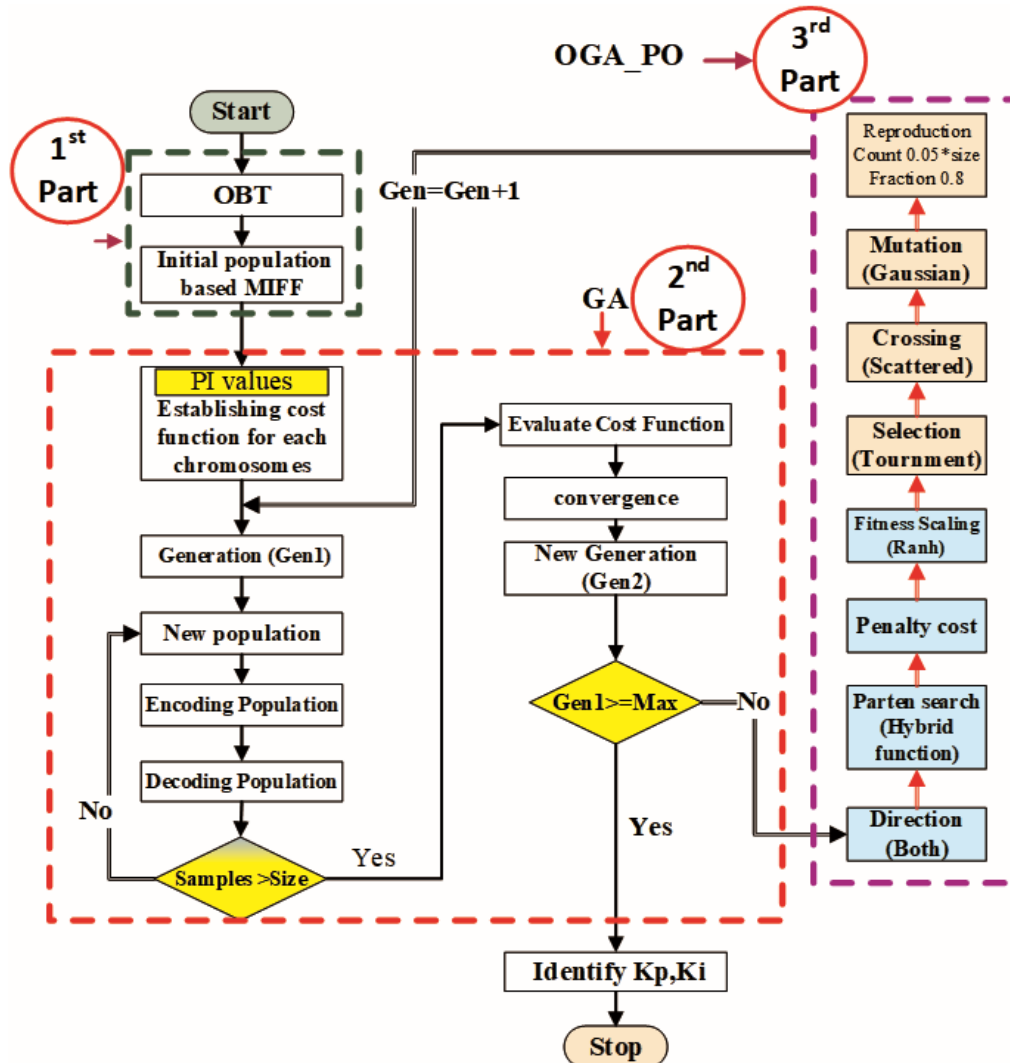 OGA_PO
3rd
Part
Start
1st
Part
OBT
Initial population
based MIFF
Gen=Gen+1
GA
2nd
Part
PI values
Establishing cost
function for each
chromosomes
Generation (Gen1)
New population
Encoding Population
Decoding Population
No
Samples >Size
Yes
Evaluate Cost Function
convergence
New Generation
(Gen2)
Gen1>=Max
No
Yes
Identify Kp,Ki
Stop
Reproduction
Count 0.05*size
Fraction 0.8
Mutation
(Gaussian)
Crossing
(Scattered)
Selection
(Tournment)
Fitness Scaling
(Ranh)
Penalty cost
Parten search
(Hybrid
function)
Direction
(Both)